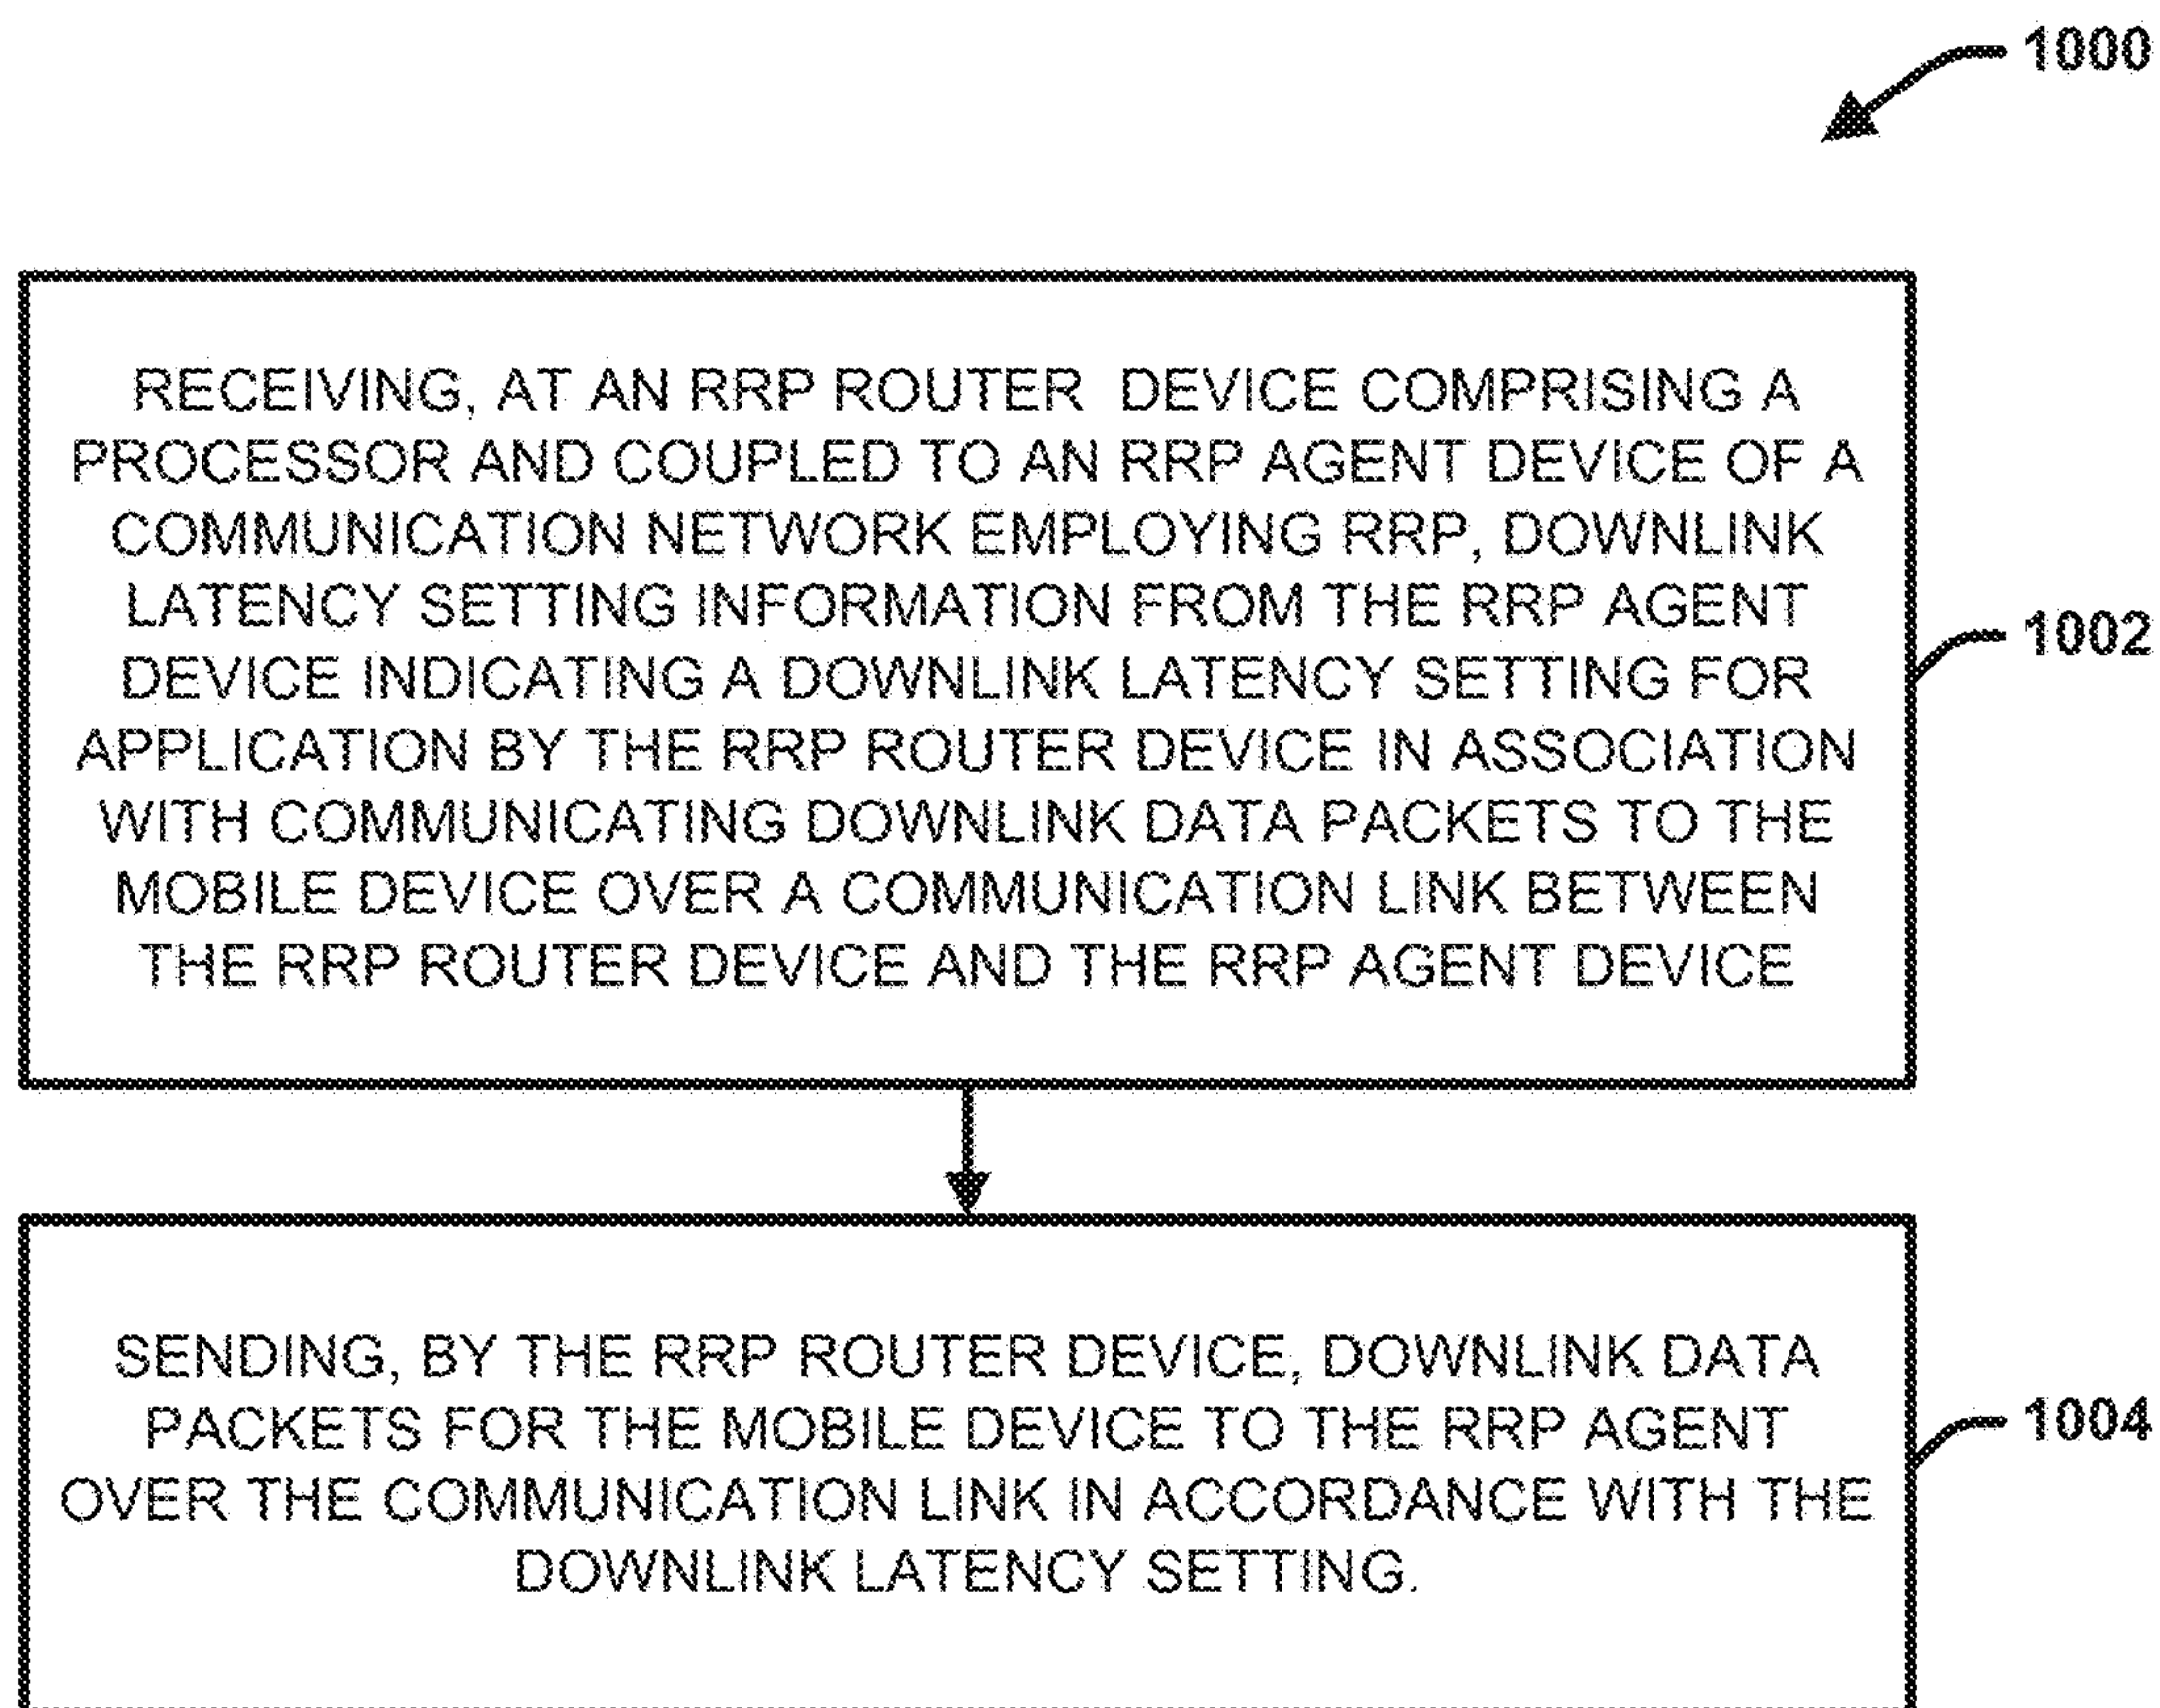 1000
RECEIVING, AT AN RRP ROUTER DEVICE COMPRISING A
PROCESSOR AND COUPLED TO AN RRP AGENT DEVICE OF A
COMMUNICATION NETWORK EMPLOYING RRP, DOWNLINK
LATENCY SETTING INFORMATION FROM THE RRP AGENT
DEVICE INDICATING A DOWNLINK LATENCY SETTING FOR
APPLICATION BY THE RRP ROUTER DEVICE IN ASSOCIATION
WITH COMMUNICATING DOWNLINK DATA PACKETS TO THE
MOBILE DEVICE OVER A COMMUNICATION LINK BETWEEN
THE RRP ROUTER DEVICE AND THE RRP AGENT DEVICE
1002
SENDING, BY THE RRP ROUTER DEVICE, DOWNLINK DATA
PACKETS FOR THE MOBILE DEVICE TO THE RRP AGENT
OVER THE COMMUNICATION LINK IN ACCORDANCE WITH THE
DOWNLINK LATENCY SETTING.
1004